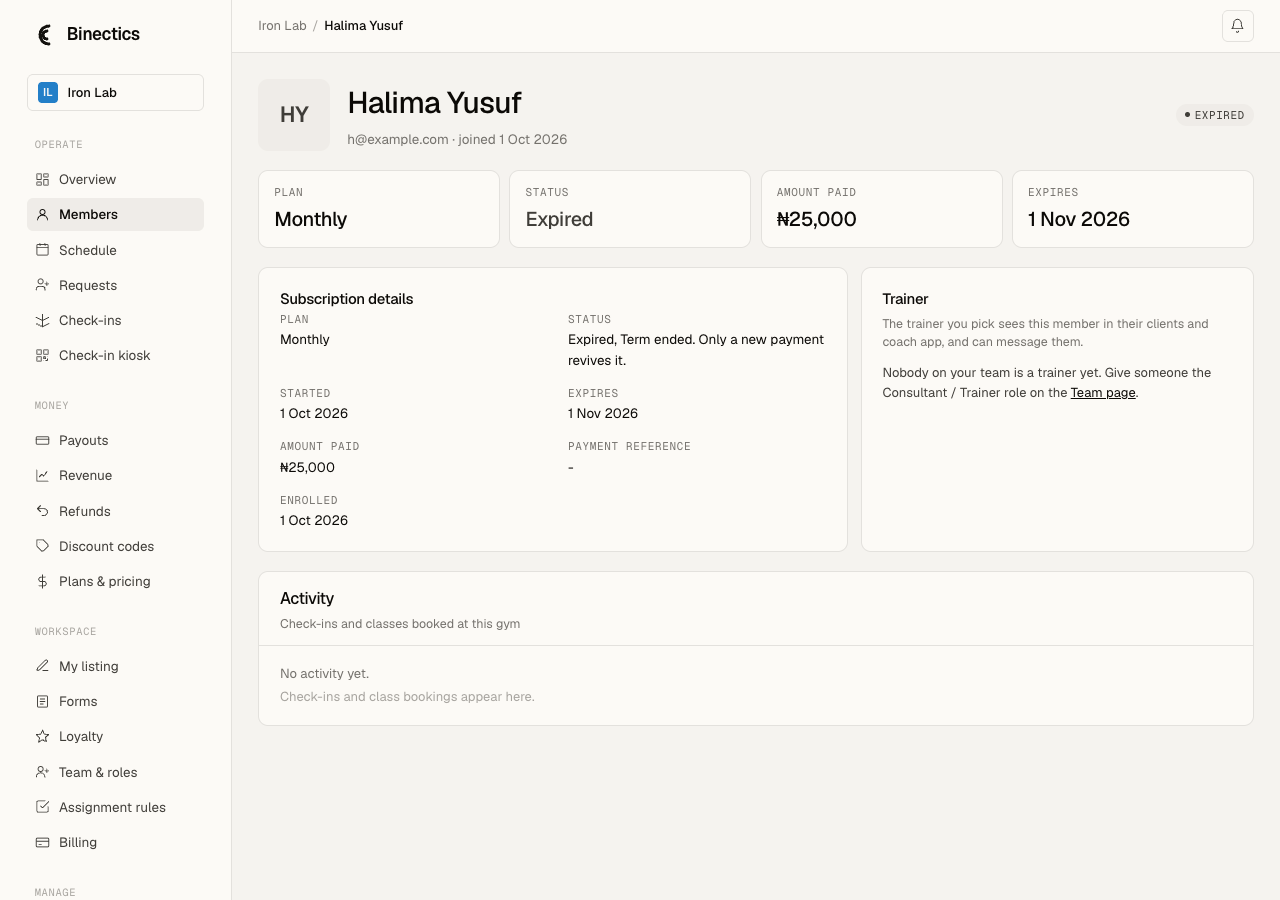 Binectics
IL Iron Lab
OPERATE
Overview
Members
Schedule
Requests
Check-ins
Check-in kiosk
MONEY
Payouts
Revenue
Refunds
Discount codes
Plans & pricing
WORKSPACE
My listing
Forms
Loyalty
Team & roles
Assignment rules
Billing
MANAGE
Iron Lab / Halima Yusuf
HY
Halima Yusuf
h@example.com · joined 1 Oct 2026
EXPIRED
PLAN
Monthly
STATUS
Expired
AMOUNT PAID
₦25,000
EXPIRES
1 Nov 2026
Subscription details
PLAN
Monthly
STATUS
Expired, Term ended. Only a new payment
revives it.
STARTED
1 Oct 2026
EXPIRES
1 Nov 2026
AMOUNT PAID
₦25,000
PAYMENT REFERENCE
-
ENROLLED
1 Oct 2026
Trainer
The trainer you pick sees this member in their clients and
coach app, and can message them.
Nobody on your team is a trainer yet. Give someone the
Consultant / Trainer role on the Team page.
Activity
Check-ins and classes booked at this gym
No activity yet.
Check-ins and class bookings appear here.